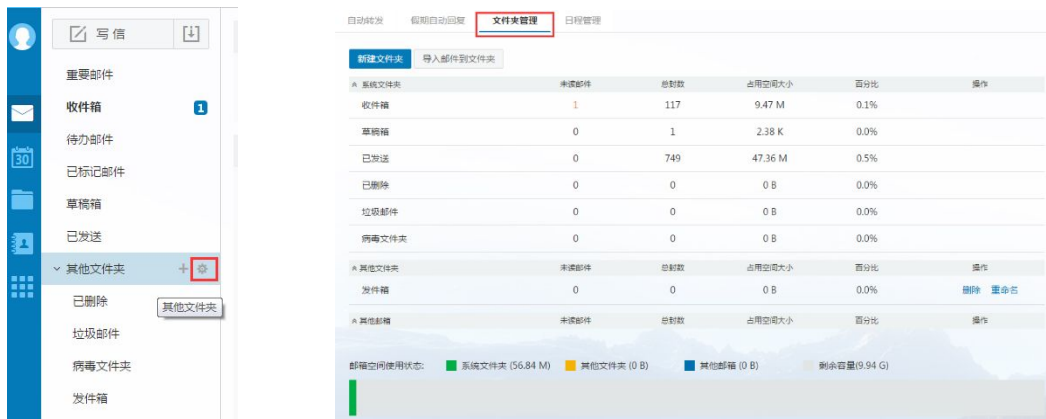 写信
重要邮件
收件箱 1
30
待办邮件
已标记邮件
草稿箱
已发送
其他文件夹
已删除
其他文件夹
垃圾邮件
病毒文件夹
发件箱
自动转发 假期自动回复 文件夹管理 日程管理
新建文件夹 导入邮件到文件夹
系统文件夹 未读邮件 总封数 占用空间大小 百分比 操作
收件箱 1 117 9.47 M 0.1%
草稿箱 0 1 2.38 K 0.0%
已发送 0 749 47.36 M 0.5%
已删除 0 0 0 B 0.0%
垃圾邮件 0 0 0 B 0.0%
病毒文件夹 0 0 0 B 0.0%
其他文件夹 未读邮件 总封数 占用空间大小 百分比 操作
发件箱 0 0 0 B 0.0% 删除 重命名
其他邮箱 未读邮件 总封数 占用空间大小 百分比 操作
邮箱空间使用状态: 系统文件夹 (56.84 M) 其他文件夹 (0 B) 其他邮箱 (0 B) 剩余容量(9.94 G)